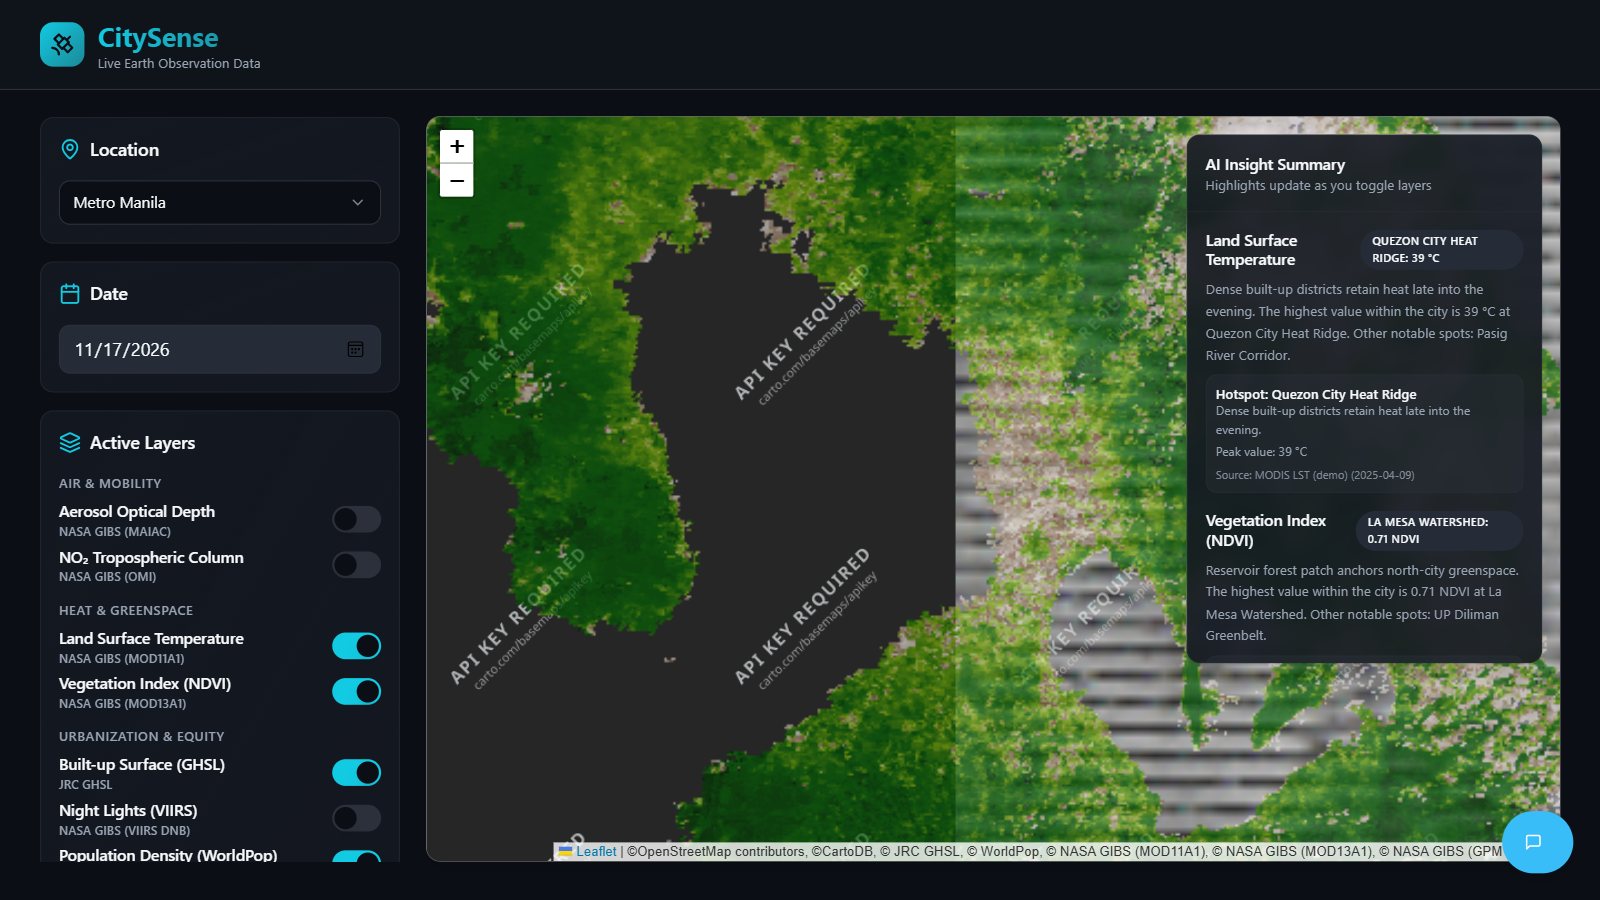 CitySense
Live Earth Observation Data
Location
Metro Manila
Date
11/17/2026
Active Layers
AIR & MOBILITY
Aerosol Optical Depth
NASA GIBS (MAIAC)
NO₂ Tropospheric Column
NASA GIBS (OMI)
HEAT & GREENSPACE
Land Surface Temperature
NASA GIBS (MOD11A1)
Vegetation Index (NDVI)
NASA GIBS (MOD13A1)
URBANIZATION & EQUITY
Built-up Surface (GHSL)
JRC GHSL
Night Lights (VIIRS)
NASA GIBS (VIIRS DNB)
Population Density (WorldPop)
+
−
API KEY REQUIRED
carto.com/basemaps/apikey
API KEY REQUIRED
carto.com/basemaps/apikey
API KEY REQUIRED
carto.com/basemaps/apikey
API KEY REQUIRED
carto.com/basemaps/apikey
KEY REQUIR
com/basemaps/apikey
AI Insight Summary
Highlights update as you toggle layers
Land Surface
Temperature
QUEZON CITY HEAT
RIDGE: 39 °C
Dense built-up districts retain heat late into the
evening. The highest value within the city is 39 °C at
Quezon City Heat Ridge. Other notable spots: Pasig
River Corridor.
Hotspot: Quezon City Heat Ridge
Dense built-up districts retain heat late into the
evening.
Peak value: 39 °C
Source: MODIS LST (demo) (2025-04-09)
Vegetation Index
(NDVI)
LA MESA WATERSHED:
0.71 NDVI
Reservoir forest patch anchors north-city greenspace.
The highest value within the city is 0.71 NDVI at La
Mesa Watershed. Other notable spots: UP Diliman
Greenbelt.
Leaflet | ©OpenStreetMap contributors, ©CartoDB, © JRC GHSL, © WorldPop, © NASA GIBS (MOD11A1), © NASA GIBS (MOD13A1), © NASA GIBS (GPM